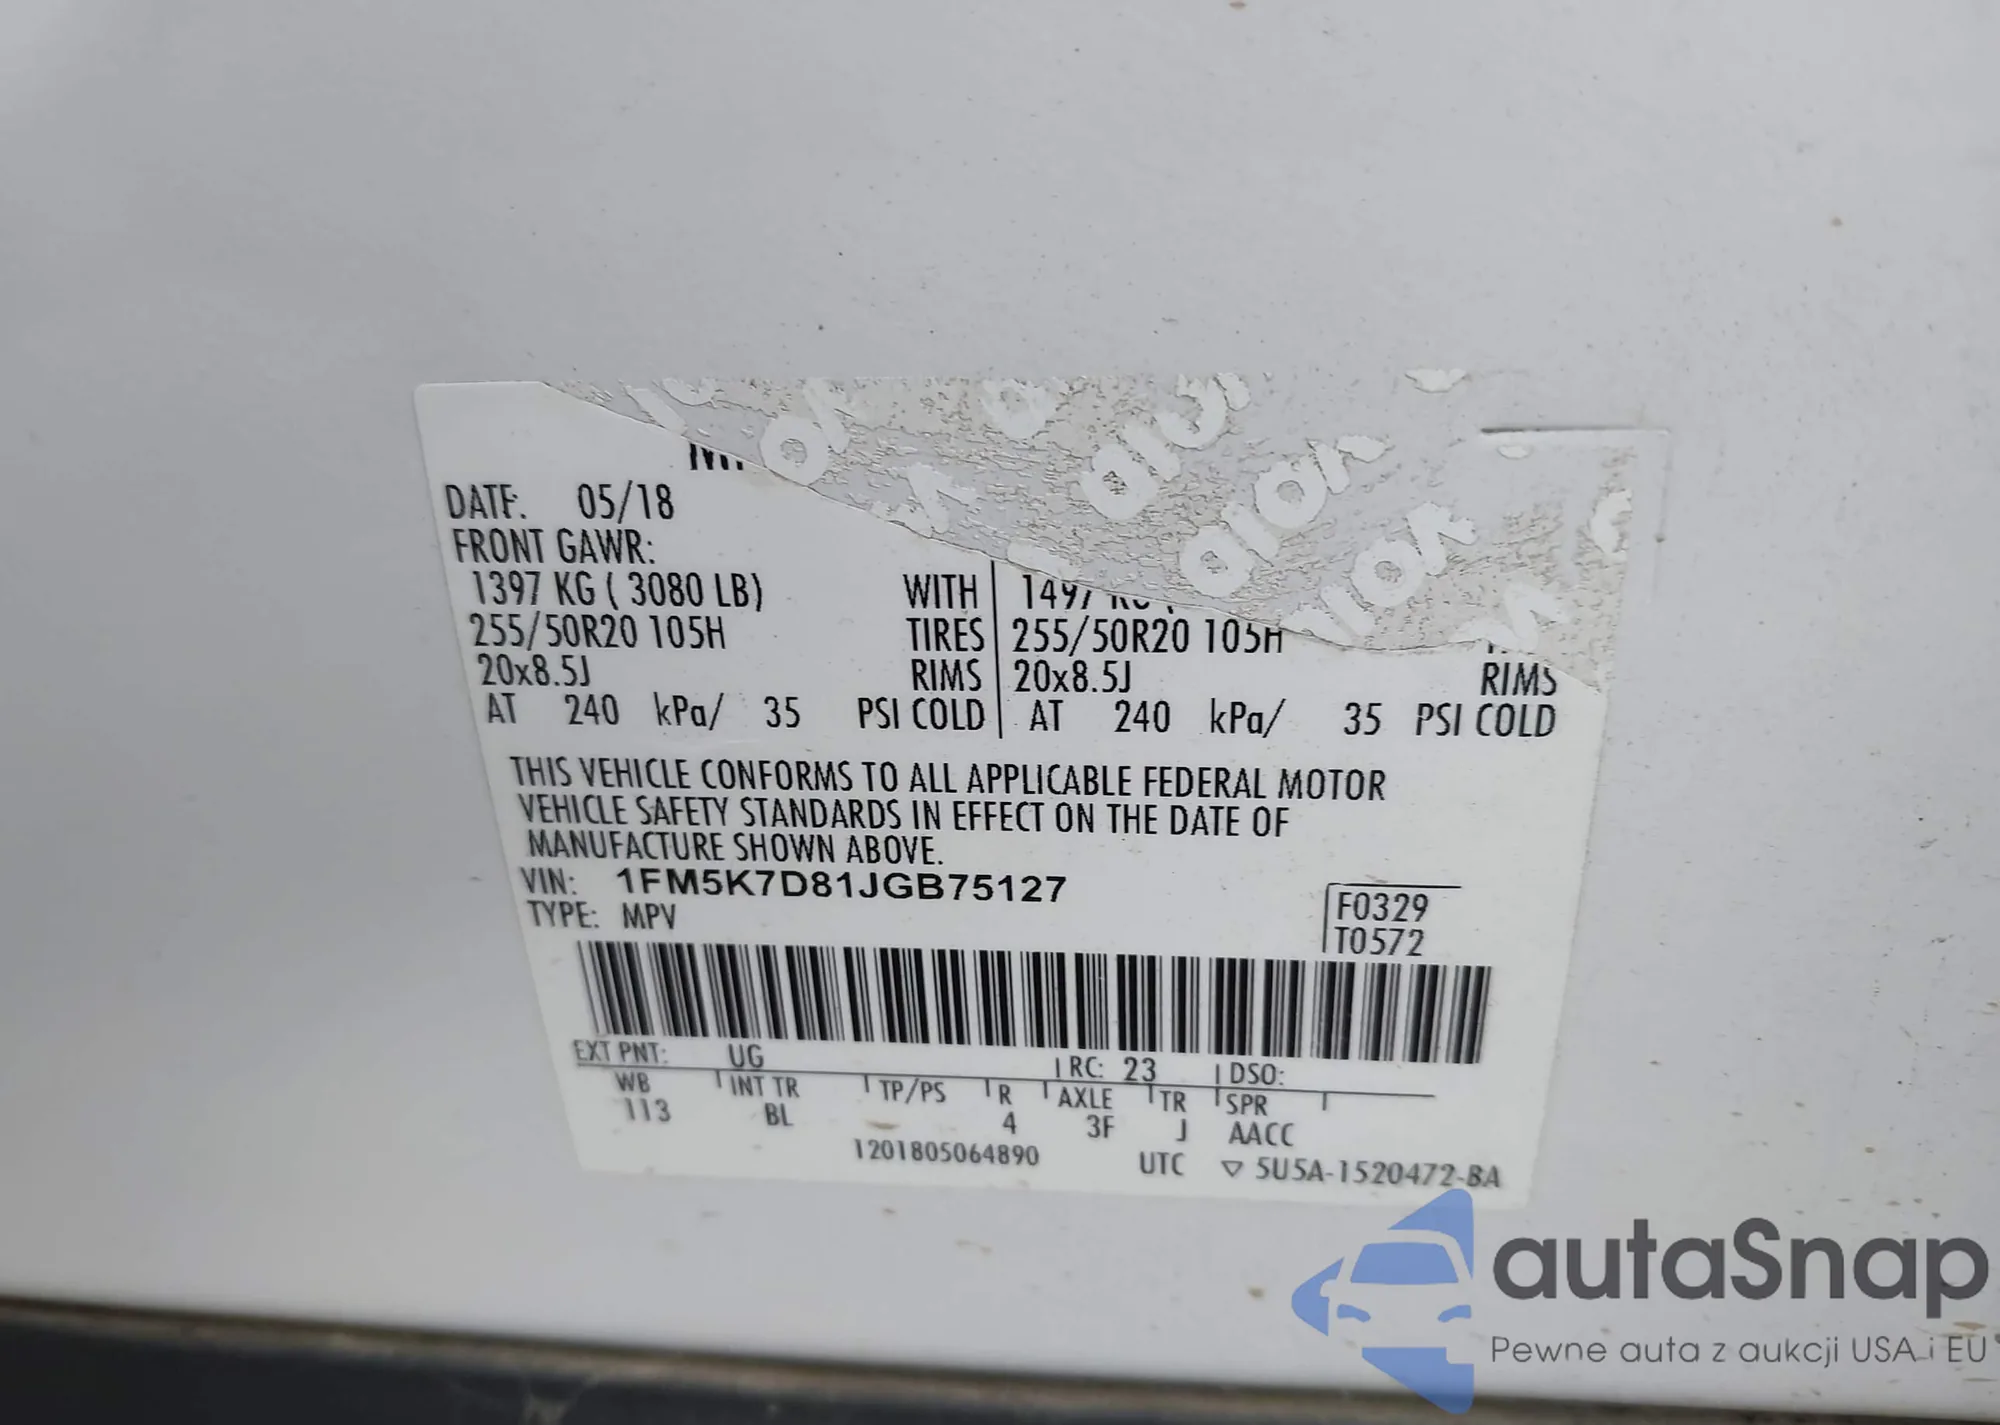 DATE: 05/18
FRONT GAWR:
1397 KG ( 3080 LB) WITH 1497 KG
255/50R20 105H TIRES 255/50R20 105H
20x8.5J RIMS 20x8.5J RIMS
AT 240 kPa/ 35 PSI COLD AT 240 kPa/ 35 PSI COLD
THIS VEHICLE CONFORMS TO ALL APPLICABLE FEDERAL MOTOR
VEHICLE SAFETY STANDARDS IN EFFECT ON THE DATE OF
MANUFACTURE SHOWN ABOVE.
VIN: 1FM5K7D81JGB75127
F0329
TYPE: MPV
T0572
EXT PNT: UG RC: 23 DSO:
WB INT TR TP/PS R AXLE TR SPR
113 BL 4 3F J AACC
1201805064890 UTC ▽ 5U5A-1520472-BA
autaSnap
Pewne auta z aukcji USA i EU